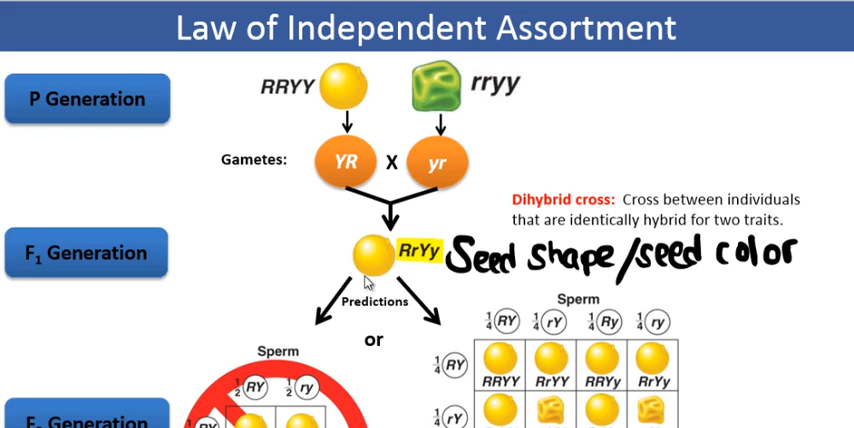 Law of Independent Assortment
P Generation
RRYY
rryy
Gametes:
YR
X
yr
Dihybrid cross: Cross between individuals
that are identically hybrid for two traits.
F₁ Generation
RrYy
Seed shape/seed color
Predictions
or
Sperm
1/4 RY 1/4 rY 1/4 Ry 1/4 ry
1/4 RY
RRYY RrYY RRYy RrYy
1/4 rY
Sperm
1/2 RY 1/2 ry
RY
Generation